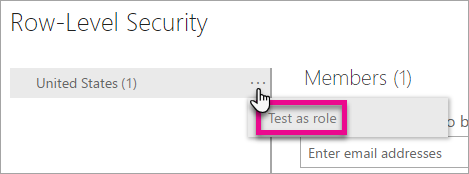 Row-Level Security
United States (1)
...
Members (1)
Test as role
o b
Enter email addresses